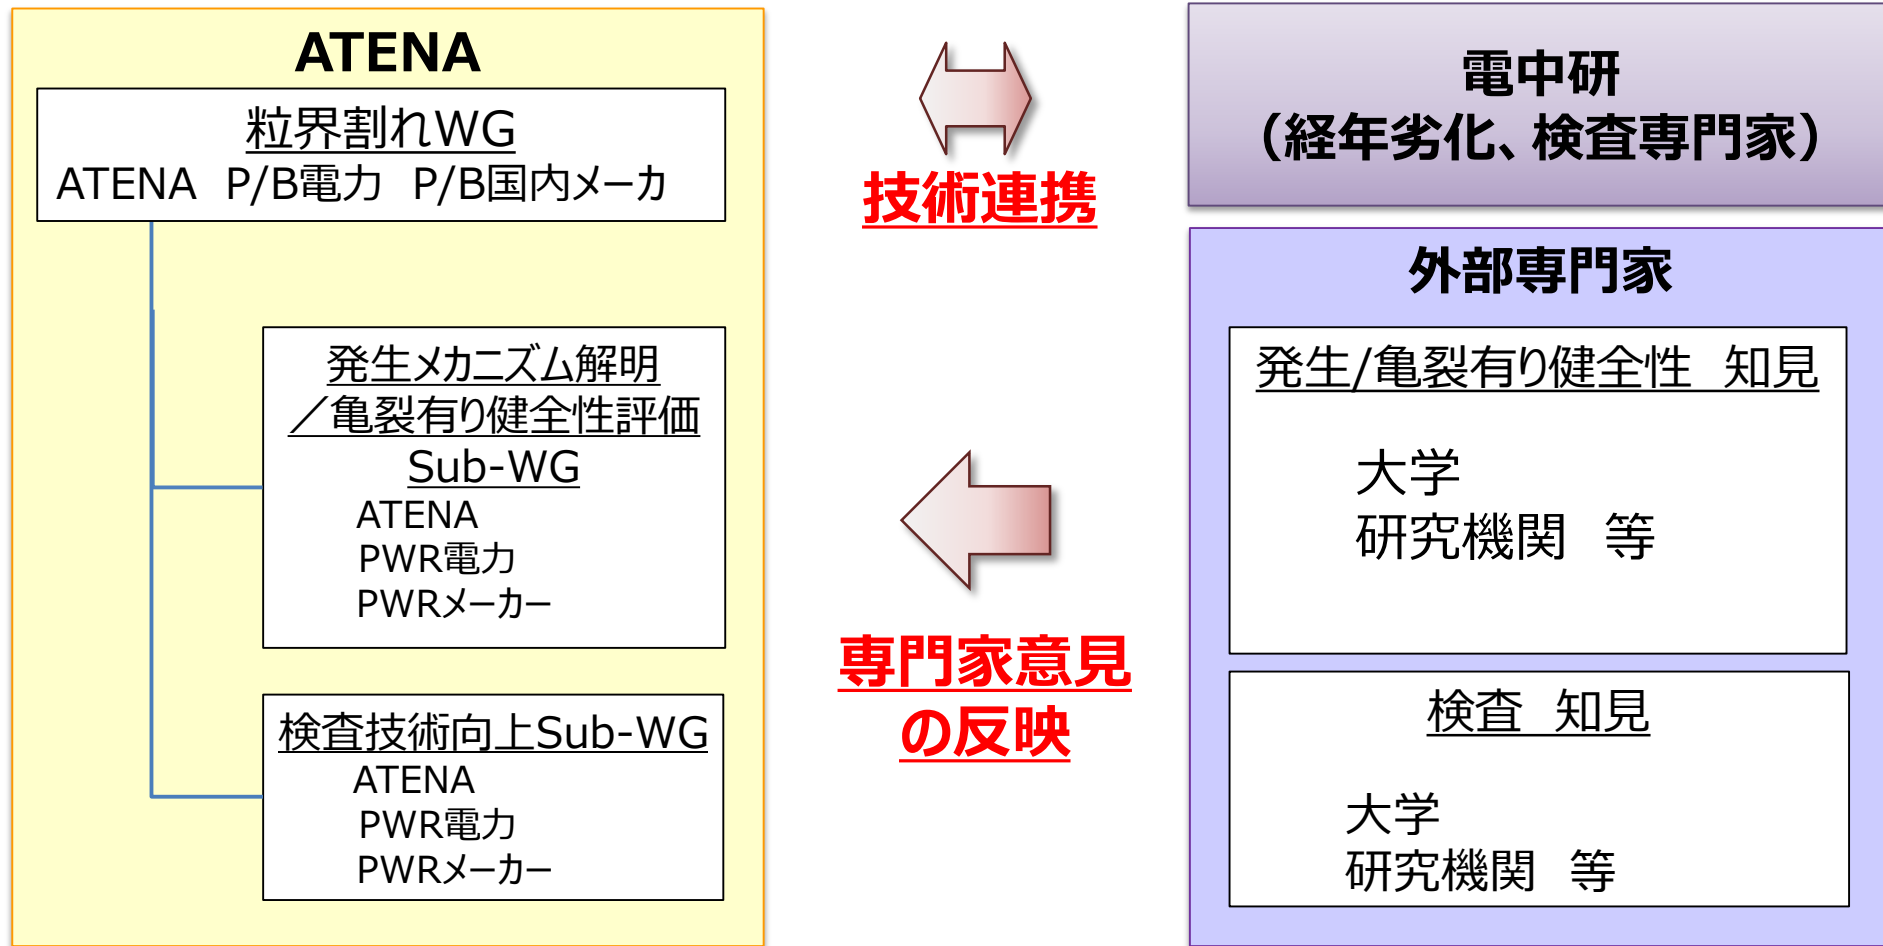 ATENA
粒界割れWG
ATENA　P/B電力　P/B国内メーカ
発生メカニズム解明
／亀裂有り健全性評価
Sub-WG
ATENA
PWR電力
PWRメーカー
検査技術向上Sub-WG
ATENA
PWR電力
PWRメーカー
技術連携
専門家意見
の反映
電中研
（経年劣化、検査専門家）
外部専門家
発生/亀裂有り健全性　知見
大学
研究機関　等
検査　知見
大学
研究機関　等